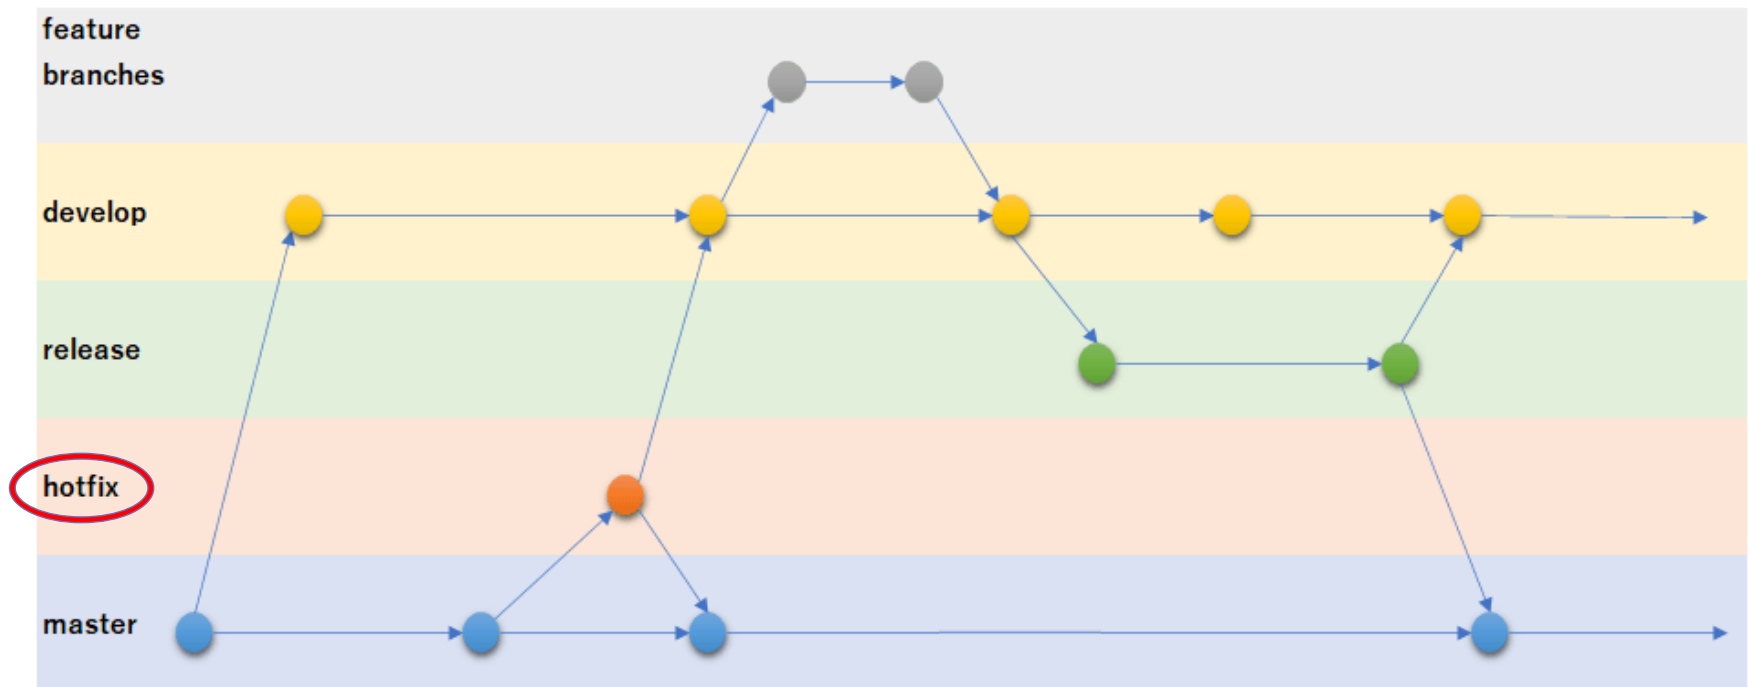 feature
branches
develop
release
hotfix
master